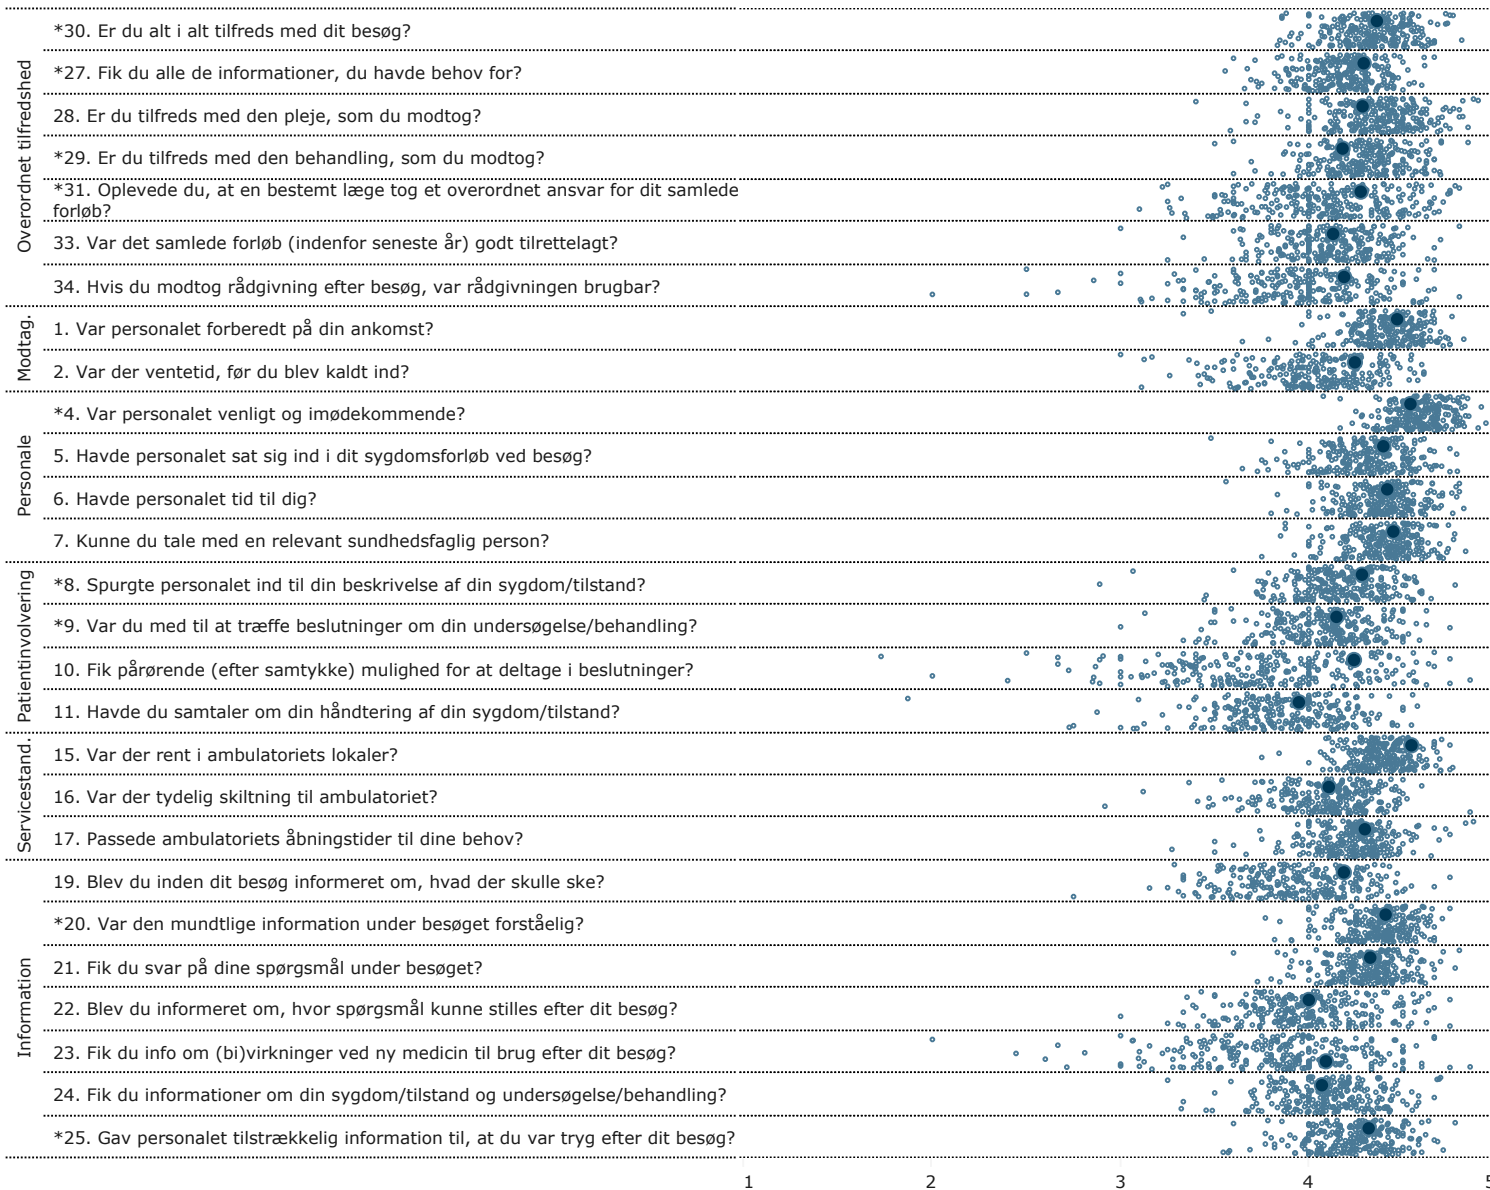 Overordnet tilfredshed
*30. Er du alt i alt tilfreds med dit besøg?
*27. Fik du alle de informationer, du havde behov for?
28. Er du tilfreds med den pleje, som du modtog?
*29. Er du tilfreds med den behandling, som du modtog?
*31. Oplevede du, at en bestemt læge tog et overordnet ansvar for dit samlede
forløb?
33. Var det samlede forløb (indenfor seneste år) godt tilrettelagt?
34. Hvis du modtog rådgivning efter besøg, var rådgivningen brugbar?
Modtag.
1. Var personalet forberedt på din ankomst?
2. Var der ventetid, før du blev kaldt ind?
Personale
*4. Var personalet venligt og imødekommende?
5. Havde personalet sat sig ind i dit sygdomsforløb ved besøg?
6. Havde personalet tid til dig?
7. Kunne du tale med en relevant sundhedsfaglig person?
Patientinvolvering
*8. Spurgte personalet ind til din beskrivelse af din sygdom/tilstand?
*9. Var du med til at træffe beslutninger om din undersøgelse/behandling?
10. Fik pårørende (efter samtykke) mulighed for at deltage i beslutninger?
11. Havde du samtaler om din håndtering af din sygdom/tilstand?
Servicestand.
15. Var der rent i ambulatoriets lokaler?
16. Var der tydelig skiltning til ambulatoriet?
17. Passede ambulatoriets åbningstider til dine behov?
Information
19. Blev du inden dit besøg informeret om, hvad der skulle ske?
*20. Var den mundtlige information under besøget forståelig?
21. Fik du svar på dine spørgsmål under besøget?
22. Blev du informeret om, hvor spørgsmål kunne stilles efter dit besøg?
23. Fik du info om (bi)virkninger ved ny medicin til brug efter dit besøg?
24. Fik du informationer om din sygdom/tilstand og undersøgelse/behandling?
*25. Gav personalet tilstrækkelig information til, at du var tryg efter dit besøg?
1 2 3 4 5